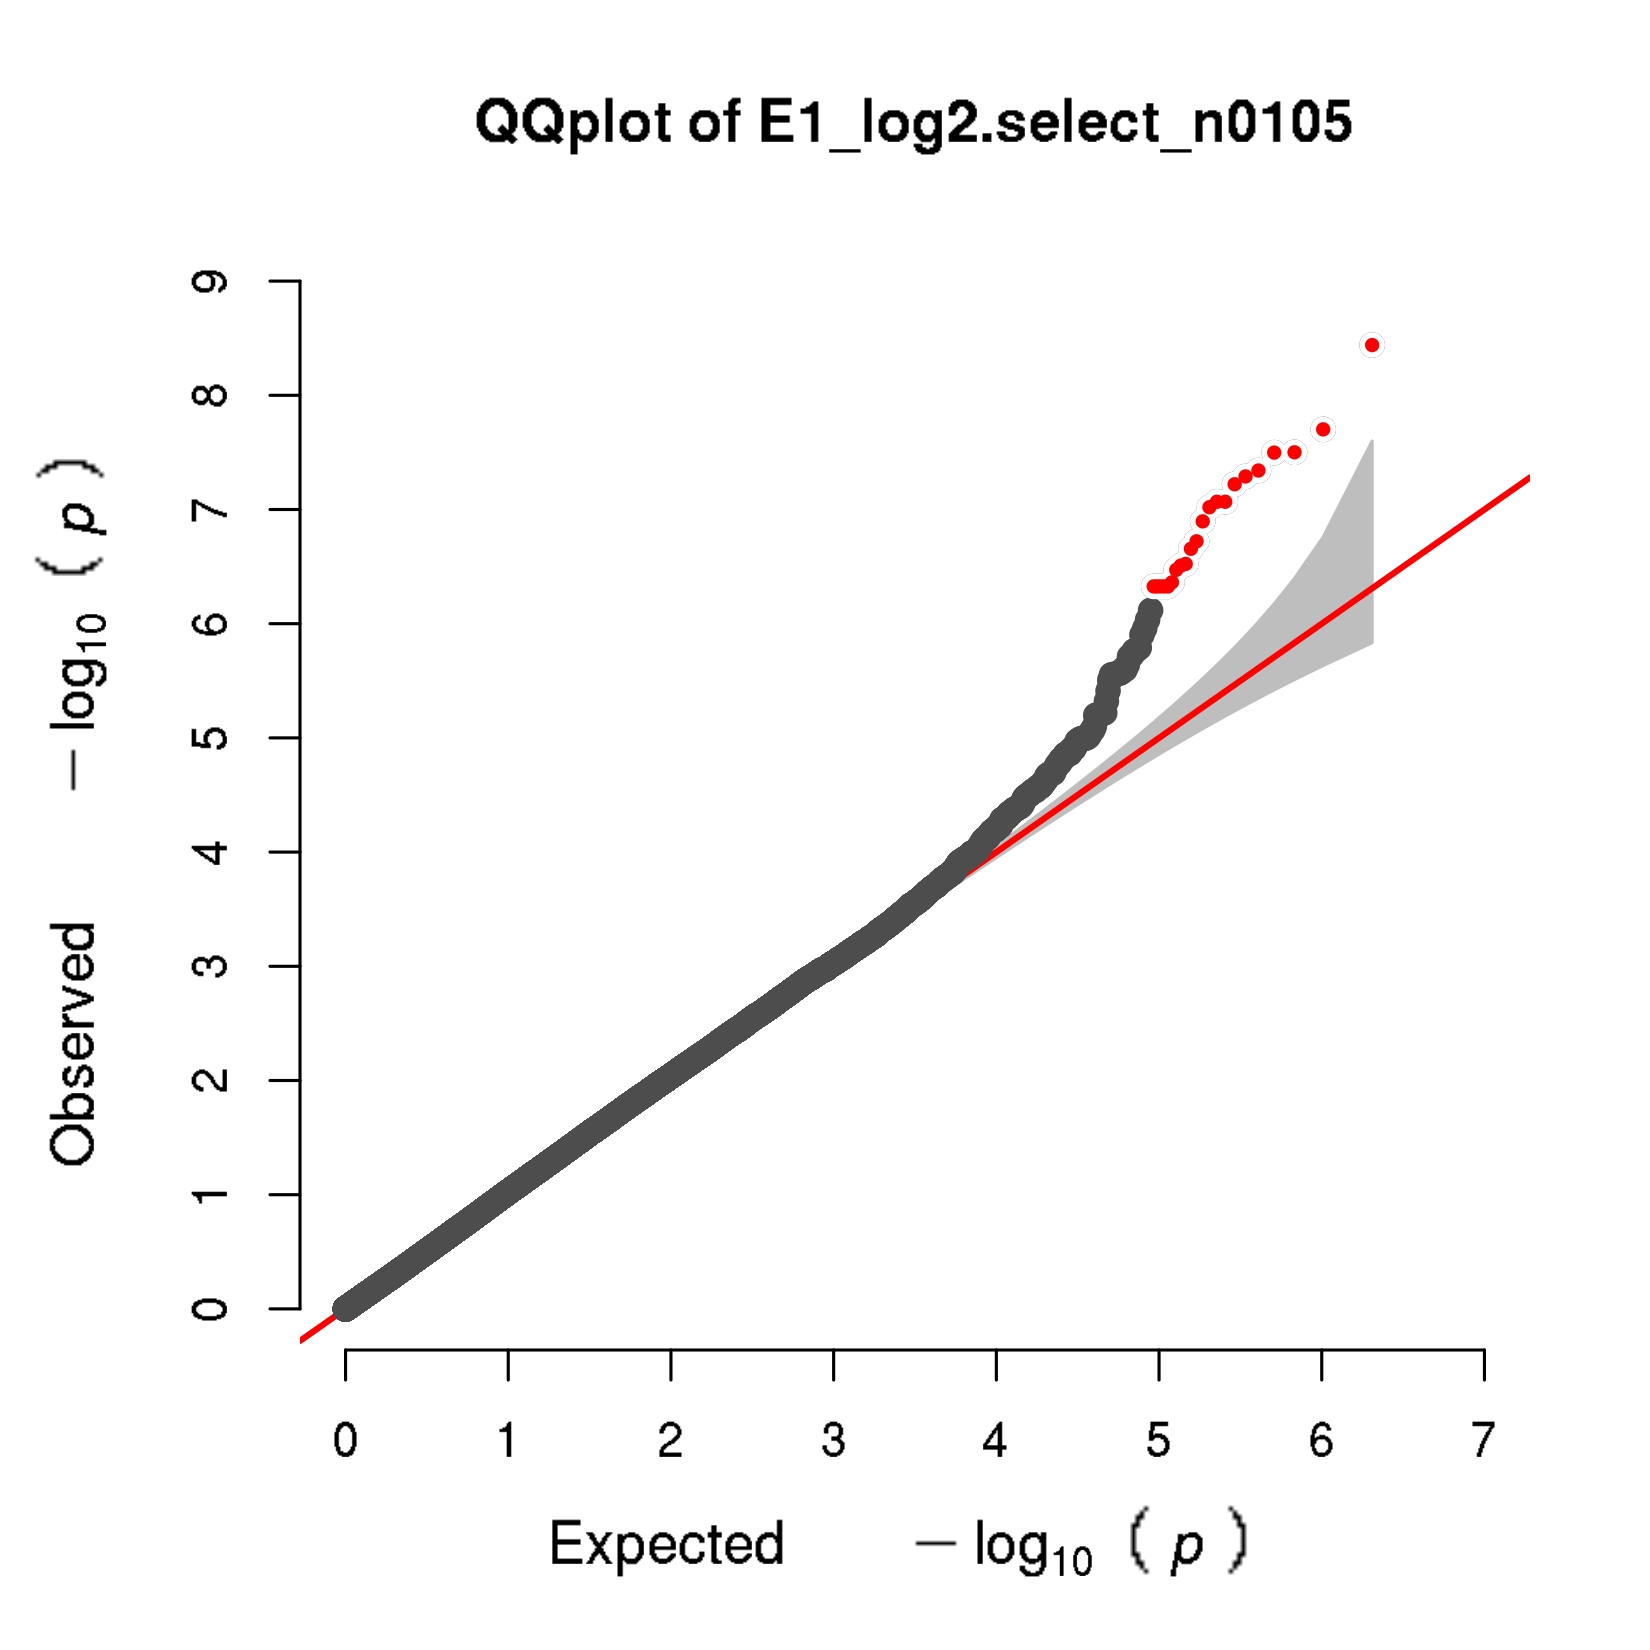 QQplot of E1_log2.select_n0105
9
8
7
6
5
4
3
2
1
0
Observed −log10 (p)
0 1 2 3 4 5 6 7
Expected −log10 (p)